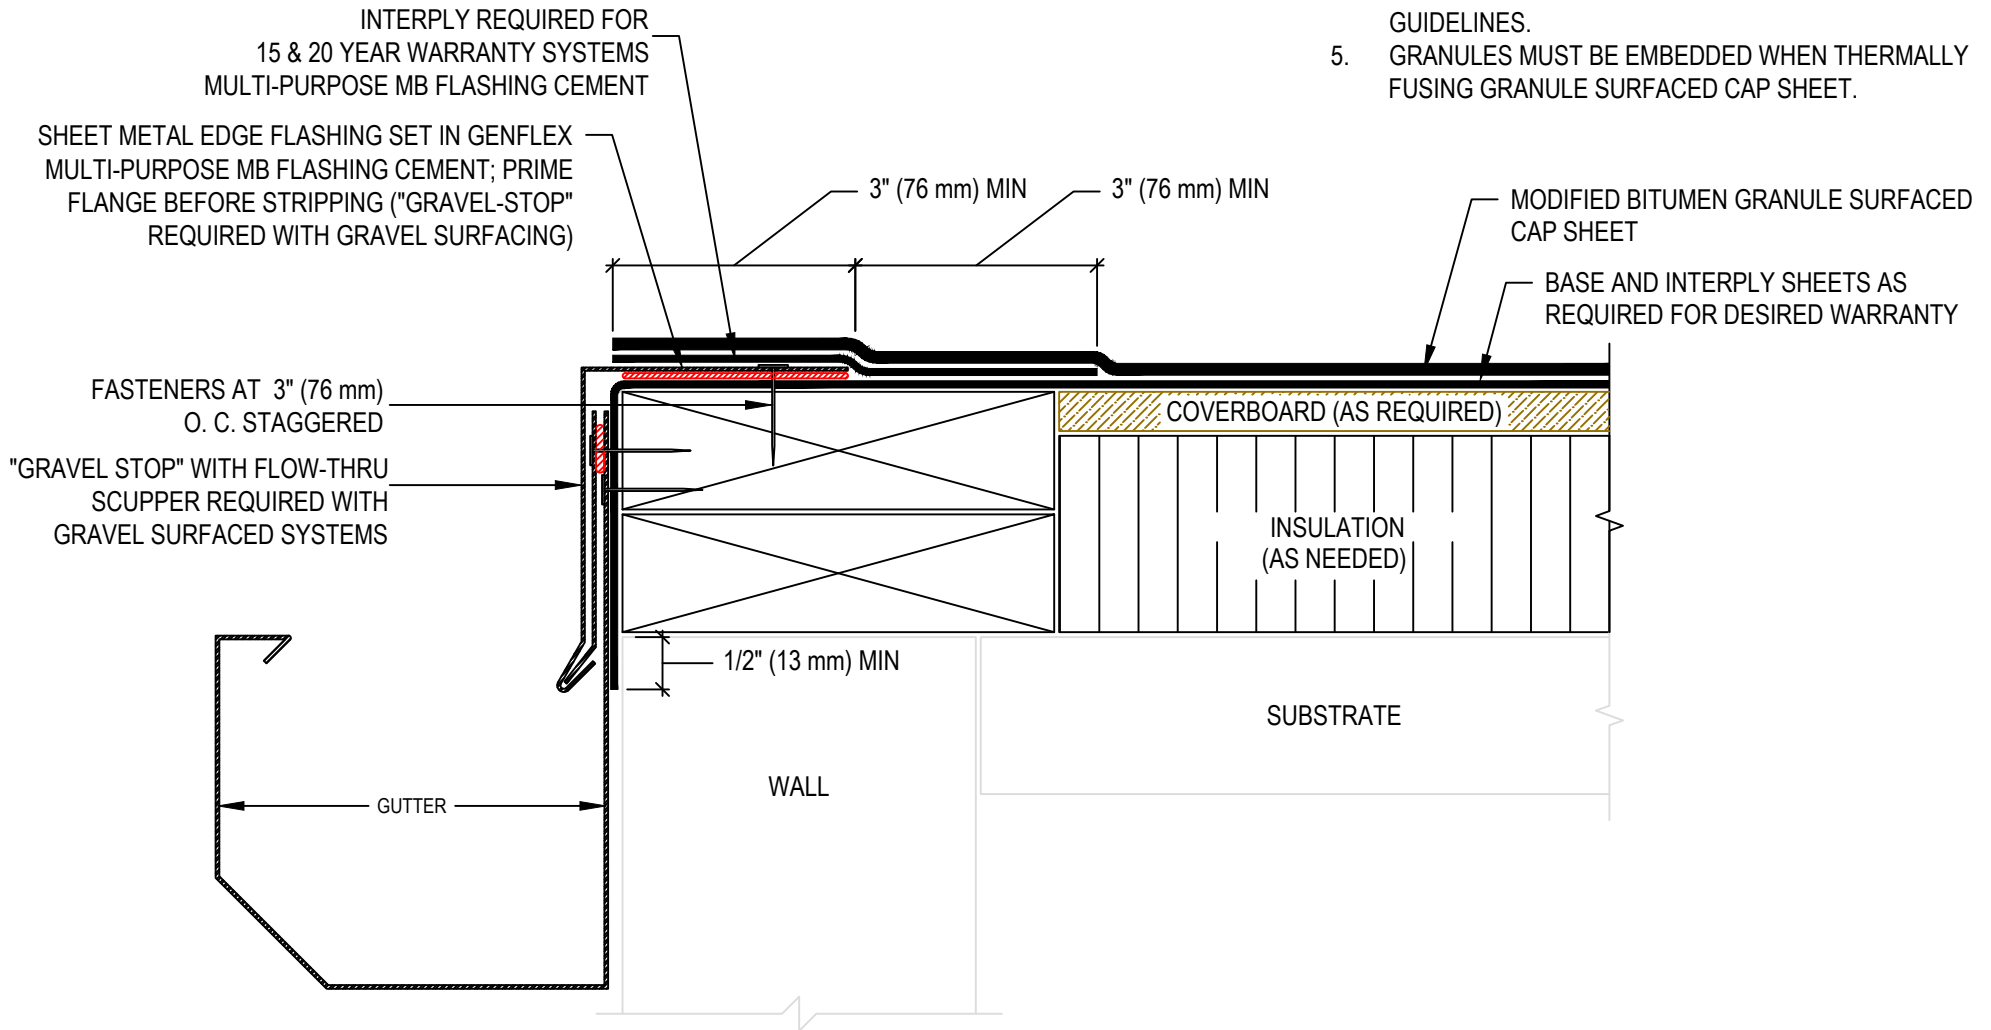 INTERPLY REQUIRED FOR
15 & 20 YEAR WARRANTY SYSTEMS
MULTI-PURPOSE MB FLASHING CEMENT
SHEET METAL EDGE FLASHING SET IN GENFLEX
MULTI-PURPOSE MB FLASHING CEMENT; PRIME
FLANGE BEFORE STRIPPING ("GRAVEL-STOP"
REQUIRED WITH GRAVEL SURFACING)
GUIDELINES.
5. GRANULES MUST BE EMBEDDED WHEN THERMALLY
FUSING GRANULE SURFACED CAP SHEET.
3" (76 mm) MIN
3" (76 mm) MIN
MODIFIED BITUMEN GRANULE SURFACED
CAP SHEET
BASE AND INTERPLY SHEETS AS
REQUIRED FOR DESIRED WARRANTY
FASTENERS AT 3" (76 mm)
O. C. STAGGERED
"GRAVEL STOP" WITH FLOW-THRU
SCUPPER REQUIRED WITH
GRAVEL SURFACED SYSTEMS
COVERBOARD (AS REQUIRED)
INSULATION
(AS NEEDED)
1/2" (13 mm) MIN
SUBSTRATE
WALL
GUTTER